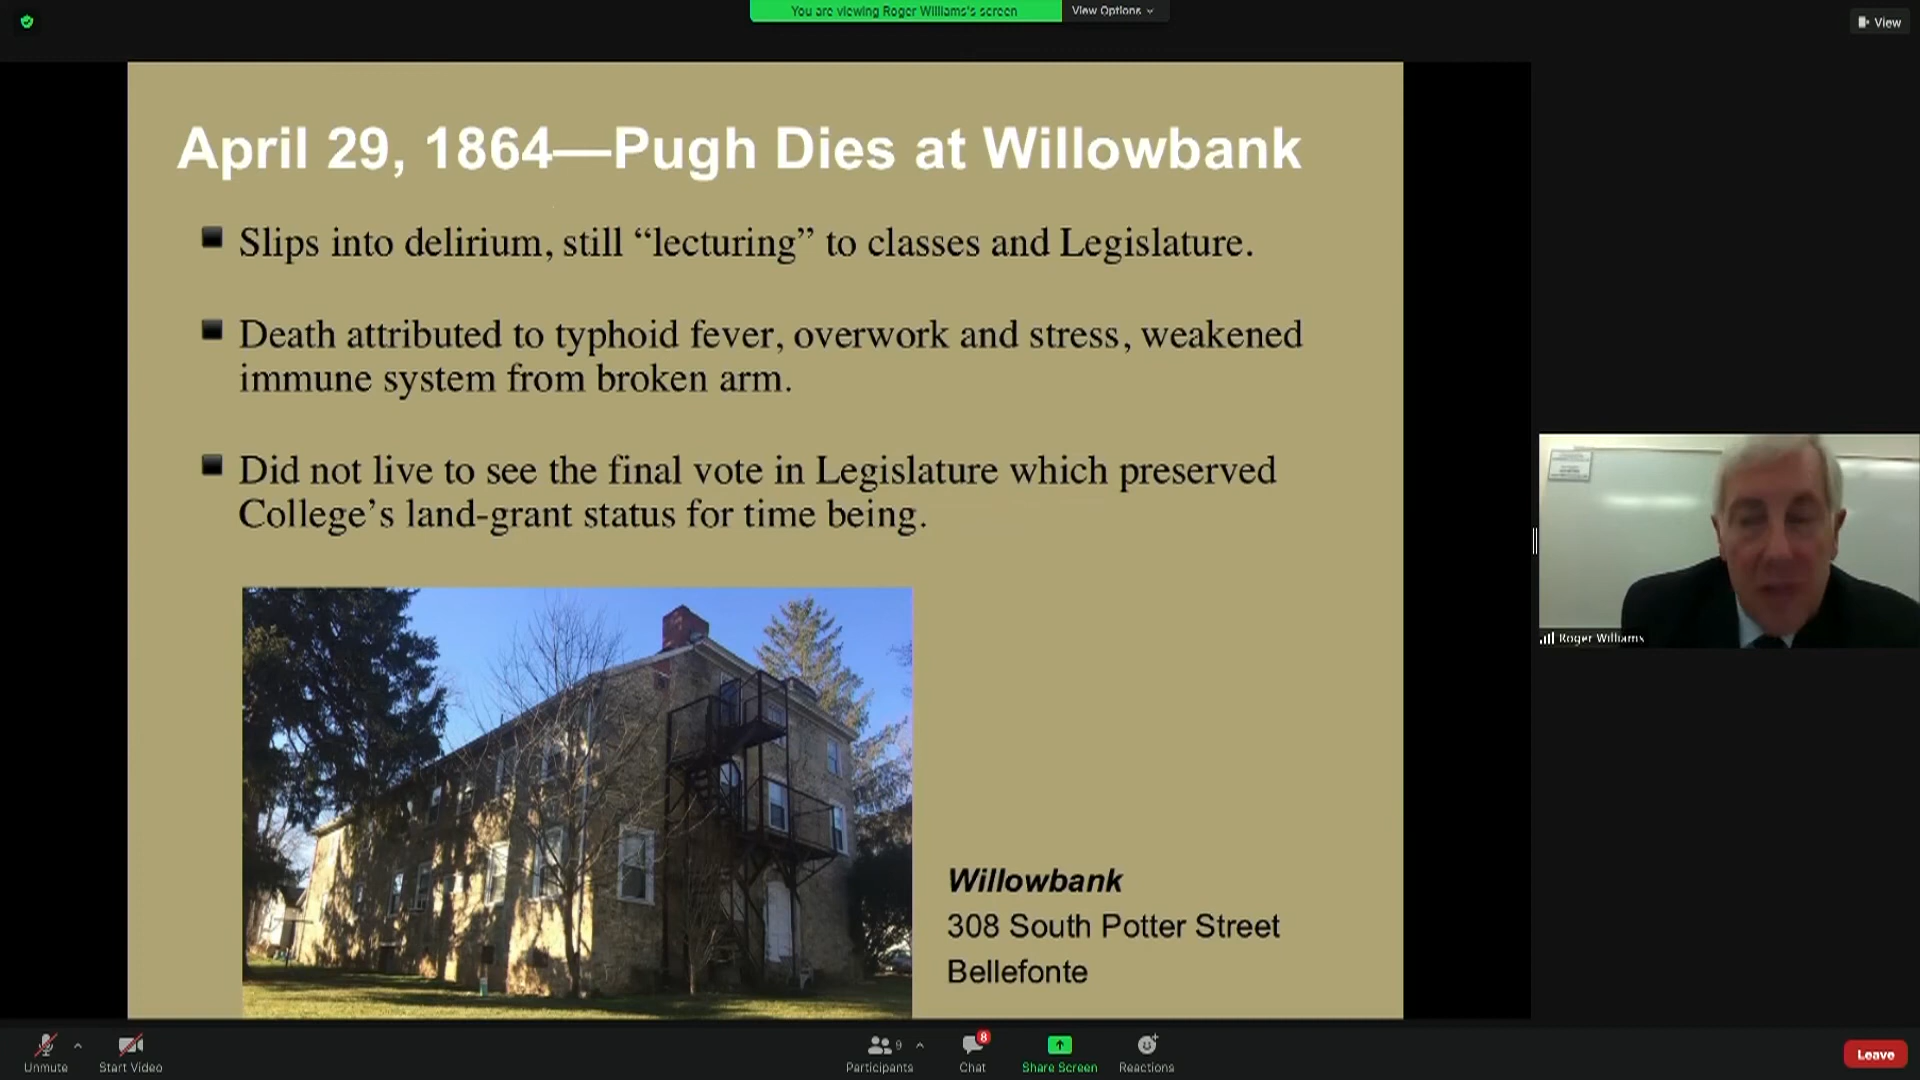 You are viewing Roger Williams's screen
View Options
View
April 29, 1864—Pugh Dies at Willowbank
Slips into delirium, still “lecturing” to classes and Legislature.
Death attributed to typhoid fever, overwork and stress, weakened
immune system from broken arm.
Did not live to see the final vote in Legislature which preserved
College’s land-grant status for time being.
Willowbank
308 South Potter Street
Bellefonte
Roger Williams
Unmute
Start Video
9
Participants
8
Chat
Share Screen
Reactions
Leave